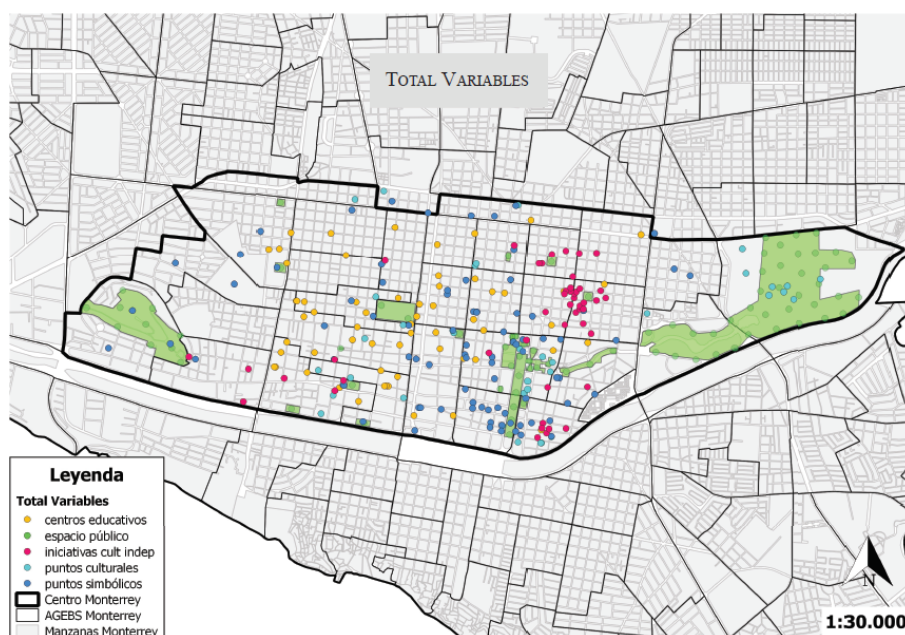 TOTAL VARIABLES
Leyenda
Total Variables
centros educativos
espacio público
iniciativas cult indep
puntos culturales
puntos simbólicos
Centro Monterrey
AGEBS Monterrey
Manzanas Monterrey
N
1:30.000